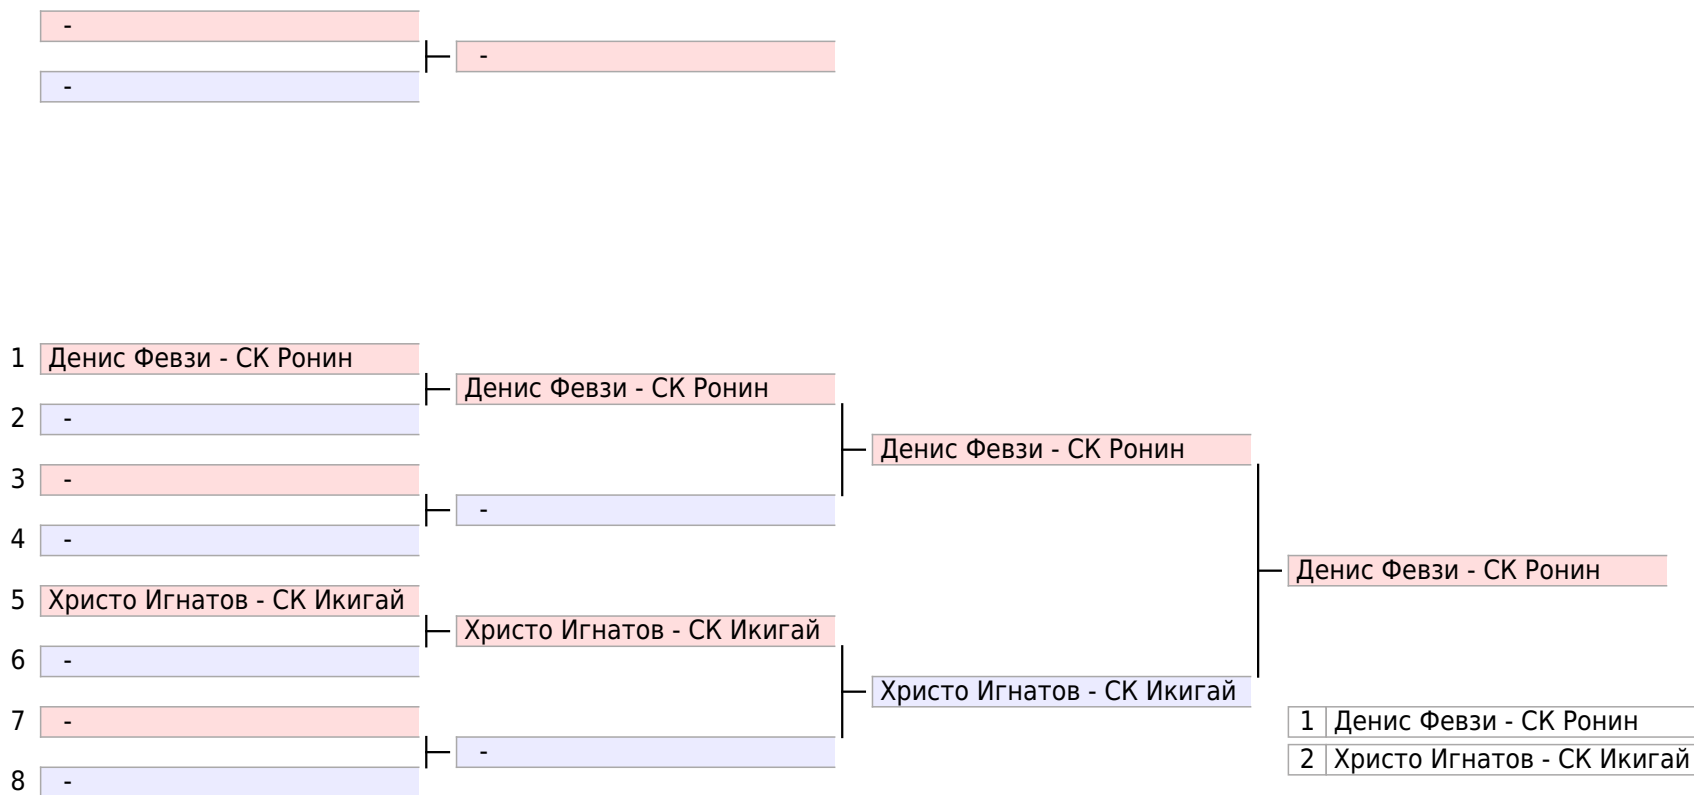 -
-
-
1 Денис Февзи - СК Ронин
Денис Февзи - СК Ронин
2 -
Денис Февзи - СК Ронин
3 -
-
4 -
Денис Февзи - СК Ронин
5 Христо Игнатов - СК Икигай
Христо Игнатов - СК Икигай
6 -
Христо Игнатов - СК Икигай
7 -
1 Денис Февзи - СК Ронин
-
2 Христо Игнатов - СК Икигай
8 -